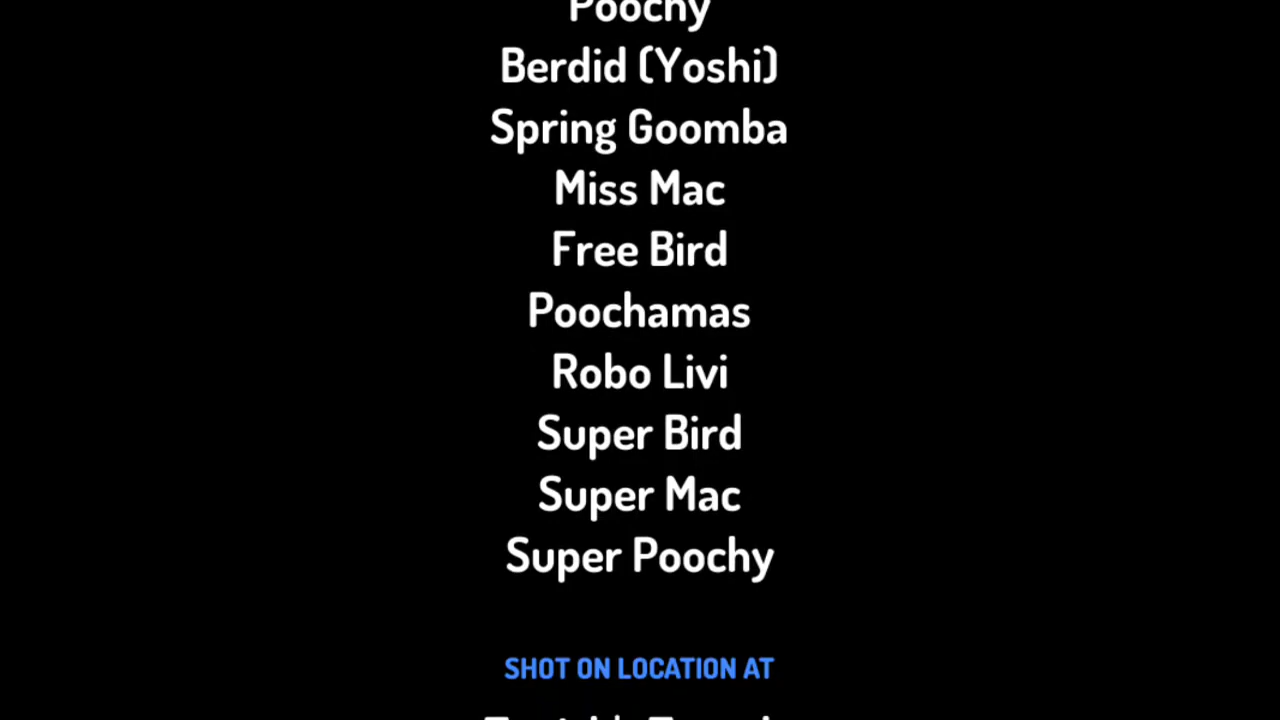 Poochy
Berdid (Yoshi)
Spring Goomba
Miss Mac
Free Bird
Poochamas
Robo Livi
Super Bird
Super Mac
Super Poochy
SHOT ON LOCATION AT